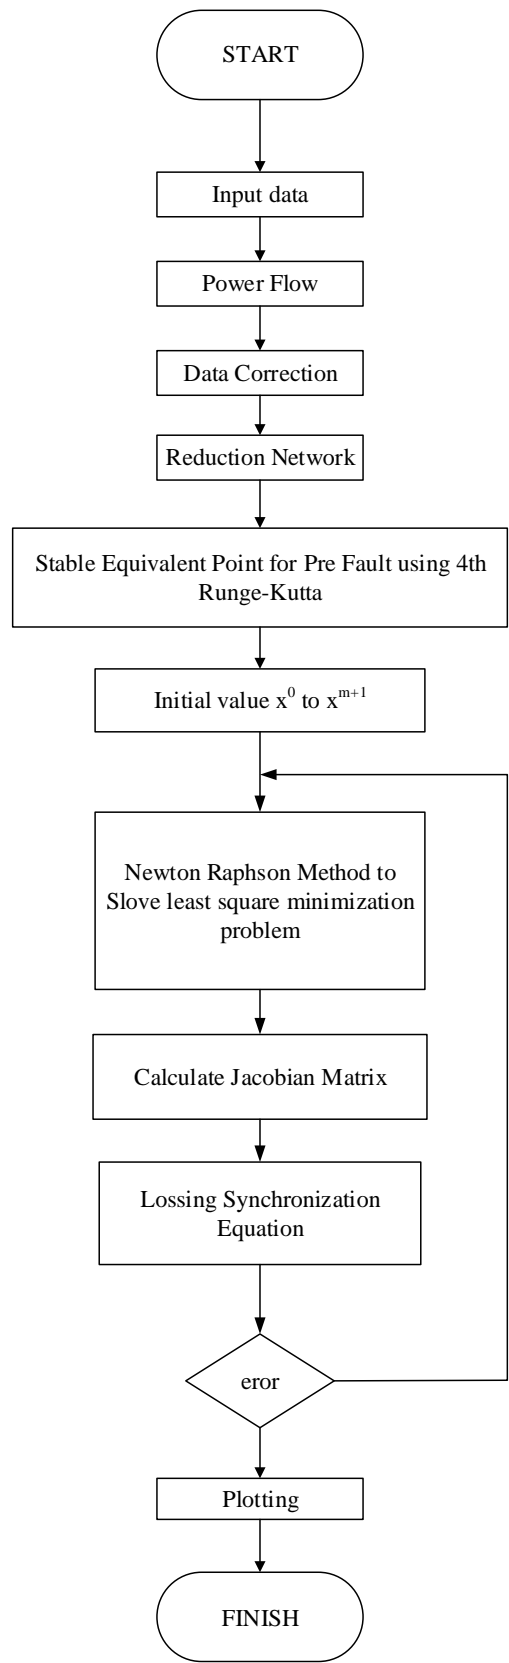 START
Input data
Power Flow
Data Correction
Reduction Network
Stable Equivalent Point for Pre Fault using 4th
Runge-Kutta
Initial value x^0 to x^{m+1}
Newton Raphson Method to
Slove least square minimization
problem
Calculate Jacobian Matrix
Lossing Synchronization
Equation
eror
Plotting
FINISH